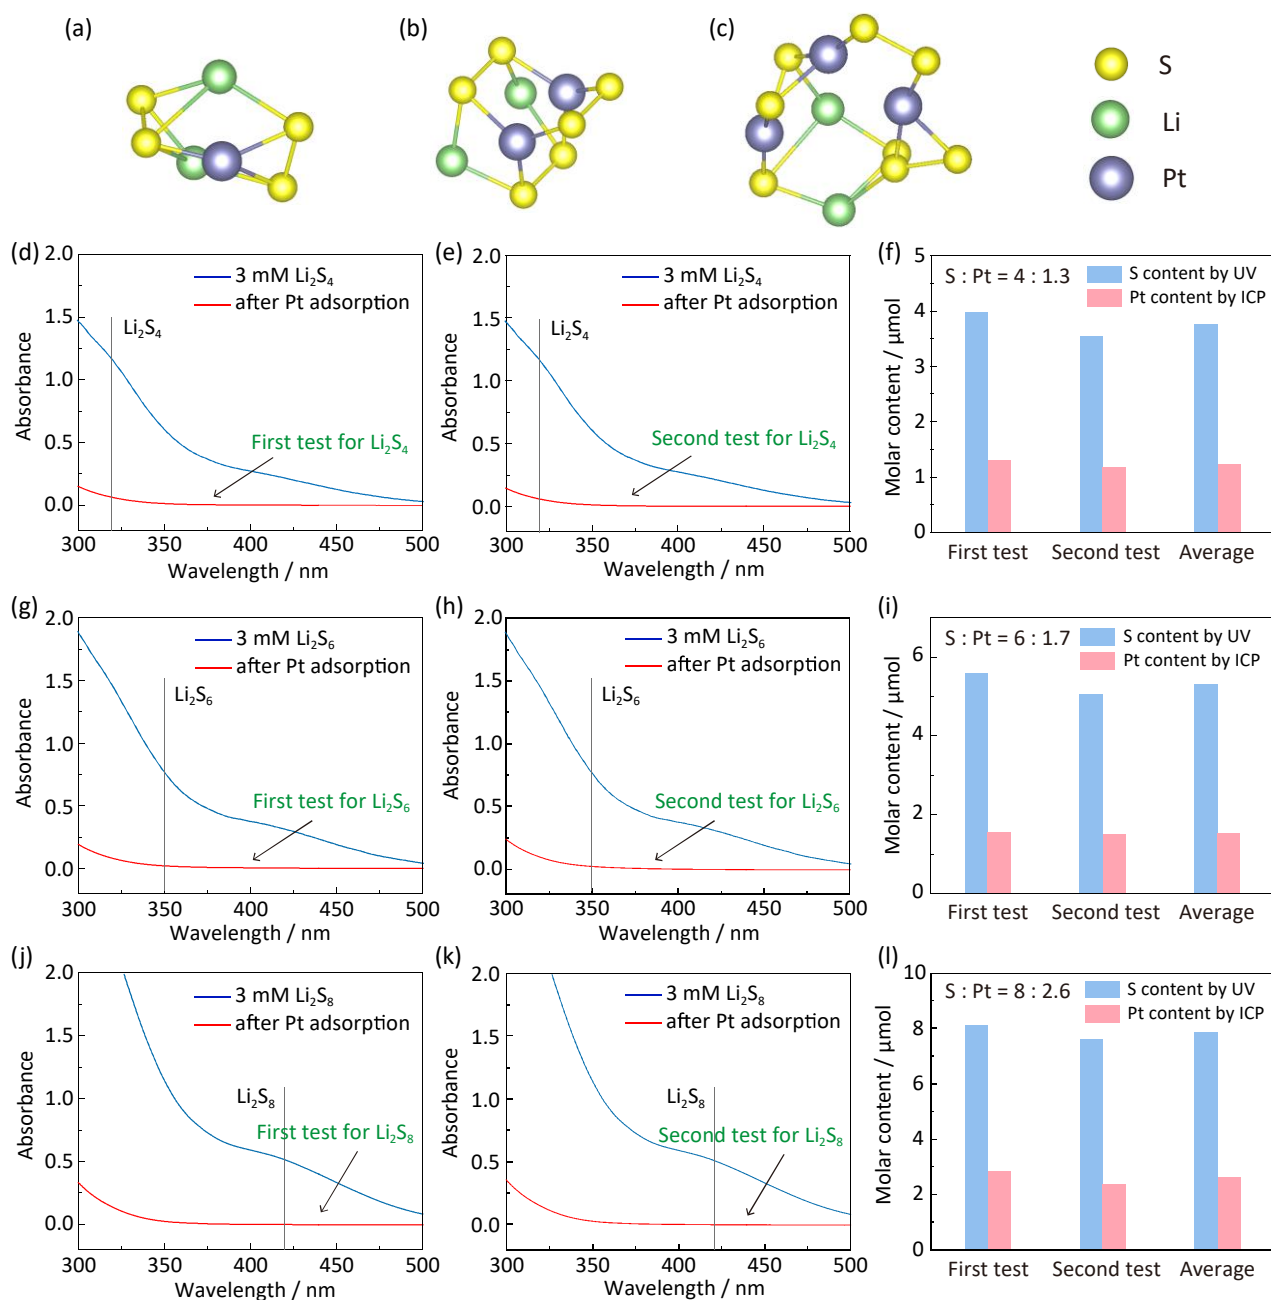 (a)
(b)
(c)
S
Li
Pt
(d)
2.0
1.5
1.0
0.5
0.0
Absorbance
3 mM Li₂S₄
after Pt adsorption
Li₂S₄
First test for Li₂S₄
300 350 400 450 500
Wavelength / nm
(e)
2.0
1.5
1.0
0.5
0.0
Absorbance
3 mM Li₂S₄
after Pt adsorption
Li₂S₄
Second test for Li₂S₄
300 350 400 450 500
Wavelength / nm
(f)
5
4
3
2
1
0
Molar content / μmol
S : Pt = 4 : 1.3
S content by UV
Pt content by ICP
First test Second test Average
(g)
2.0
1.5
1.0
0.5
0.0
Absorbance
3 mM Li₂S₆
after Pt adsorption
Li₂S₆
First test for Li₂S₆
300 350 400 450 500
Wavelength / nm
(h)
2.0
1.5
1.0
0.5
0.0
Absorbance
3 mM Li₂S₆
after Pt adsorption
Li₂S₆
Second test for Li₂S₆
300 350 400 450 500
Wavelength / nm
(i)
6
4
2
0
Molar content / μmol
S : Pt = 6 : 1.7
S content by UV
Pt content by ICP
First test Second test Average
(j)
2.0
1.5
1.0
0.5
0.0
Absorbance
3 mM Li₂S₈
after Pt adsorption
Li₂S₈
First test for Li₂S₈
300 350 400 450 500
Wavelength / nm
(k)
2.0
1.5
1.0
0.5
0.0
Absorbance
3 mM Li₂S₈
after Pt adsorption
Li₂S₈
Second test for Li₂S₈
300 350 400 450 500
Wavelength / nm
(l)
10
8
6
4
2
0
Molar content / μmol
S : Pt = 8 : 2.6
S content by UV
Pt content by ICP
First test Second test Average